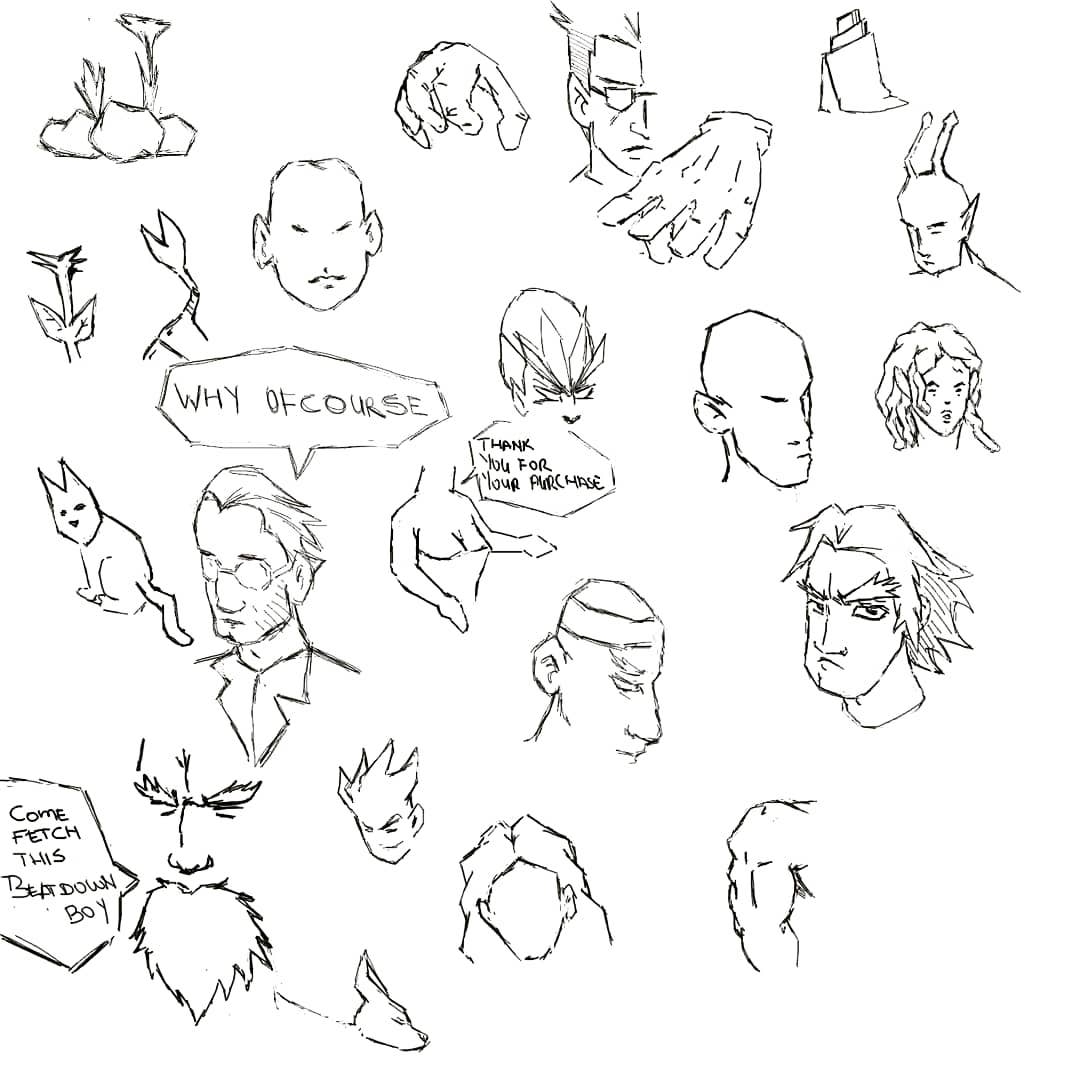 WHY OFCOURSE
THANK
YOU FOR
YOUR PURCHASE
COME
FETCH
THIS
BEATDOWN
BOY